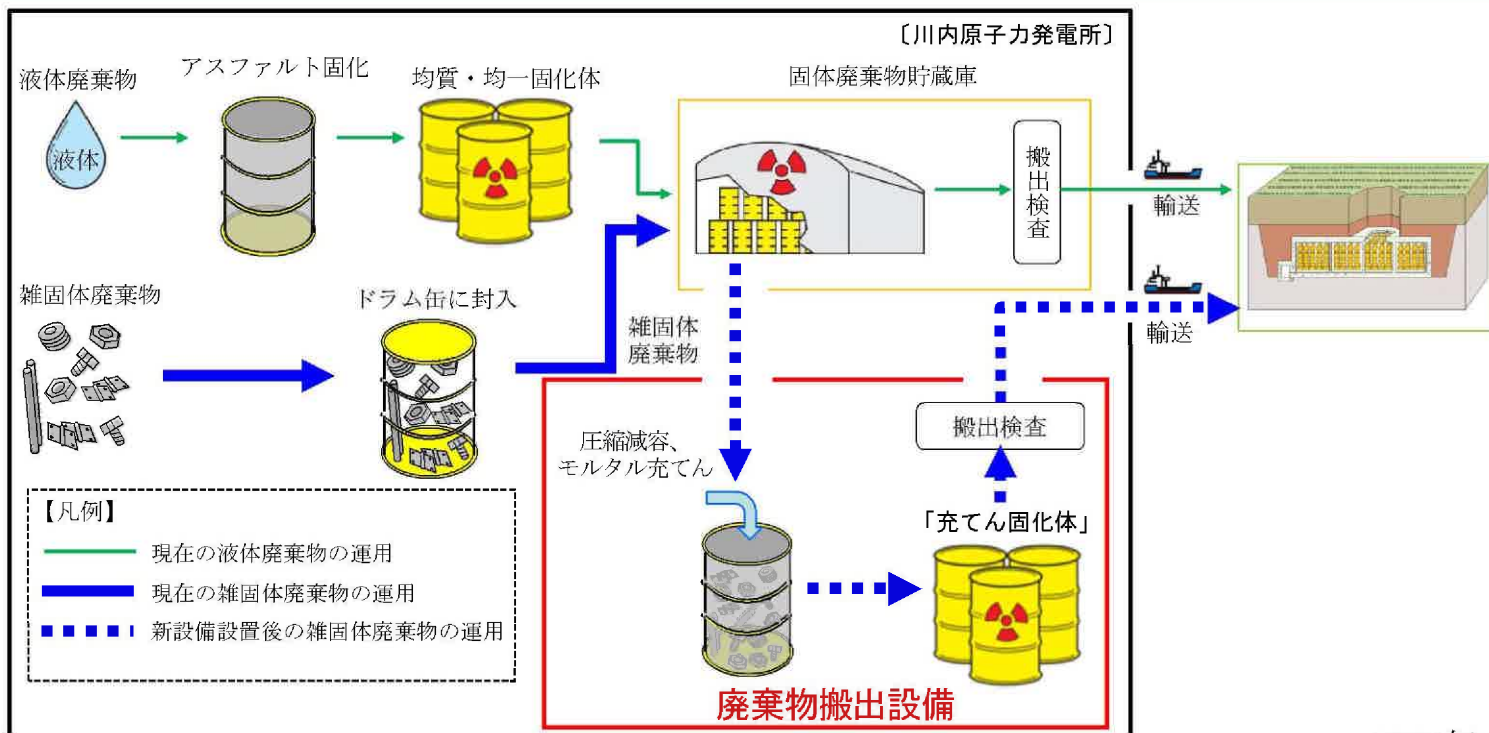 〔川内原子力発電所〕
液体廃棄物
アスファルト固化
均質・均一固化体
固体廃棄物貯蔵庫
液体
搬出検査
輸送
雑固体廃棄物
ドラム缶に封入
雑固体
廃棄物
輸送
搬出検査
圧縮減容、
モルタル充てん
「充てん固化体」
【凡例】
現在の液体廃棄物の運用
現在の雑固体廃棄物の運用
新設備設置後の雑固体廃棄物の運用
廃棄物搬出設備